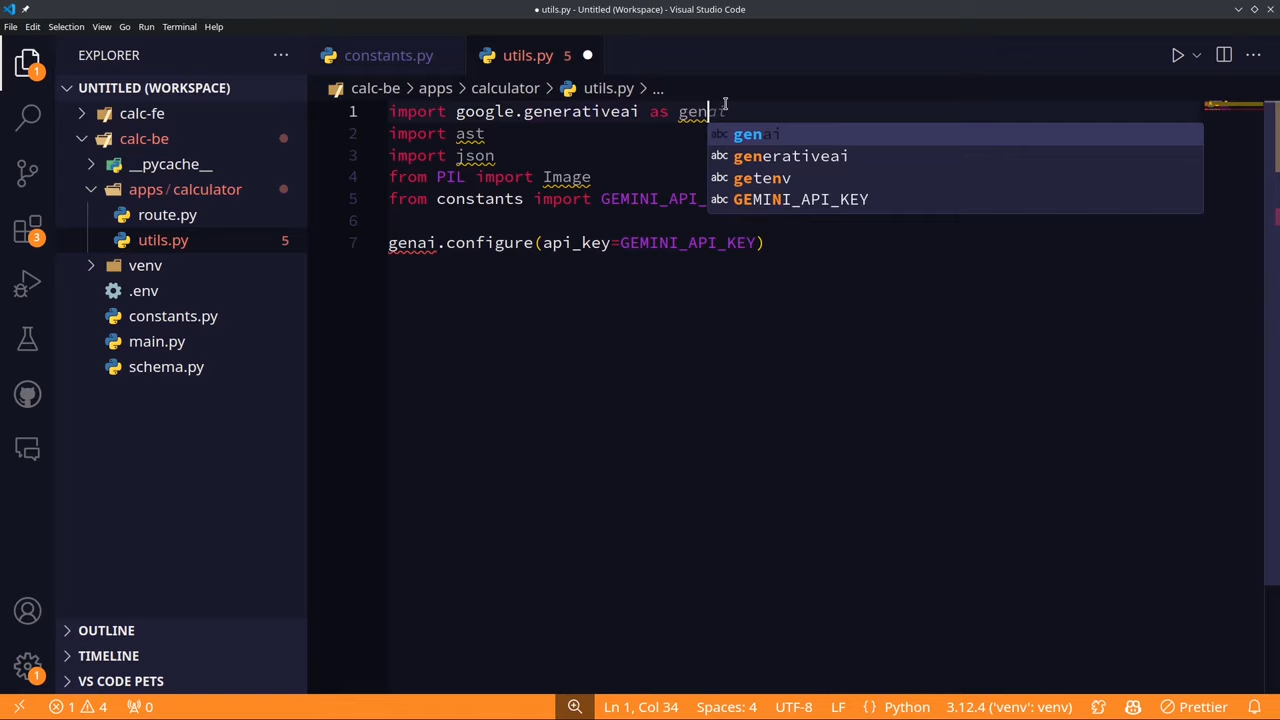 ● utils.py - Untitled (Workspace) - Visual Studio Code
File Edit Selection View Go Run Terminal Help
EXPLORER
constants.py
utils.py 5
UNTITLED (WORKSPACE)
calc-be > apps > calculator > utils.py > ...
calc-fe
calc-be
__pycache__
apps / calculator
route.py
utils.py 5
venv
.env
constants.py
main.py
schema.py
OUTLINE
TIMELINE
VS CODE PETS
1
3
1
1 import google.generativeai as genai
2 import ast
3 import json
4 from PIL import Image
5 from constants import GEMINI_API_
6
7 genai.configure(api_key=GEMINI_API_KEY)
abc genai
abc generativeai
abc getenv
abc GEMINI_API_KEY
1 4 0 Ln 1, Col 34 Spaces: 4 UTF-8 LF {} Python 3.12.4 ('venv': venv) Prettier